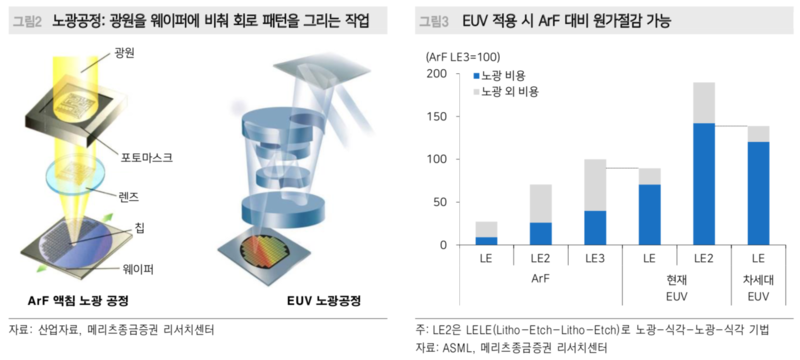 그림2 노광공정: 광원을 웨이퍼에 비춰 회로 패턴을 그리는 작업
광원
포토마스크
렌즈
칩
웨이퍼
ArF 액침 노광 공정
EUV 노광공정
자료: 산업자료, 메리츠종금증권 리서치센터
그림3 EUV 적용 시 ArF 대비 원가절감 가능
(ArF LE3=100)
200
150
100
50
0
노광 비용
노광 외 비용
LE LE2 LE3 LE LE2 LE
ArF 현재 EUV 차세대 EUV
주: LE2은 LELE(Litho-Etch-Litho-Etch)로 노광-식각-노광-식각 기법
자료: ASML, 메리츠종금증권 리서치센터